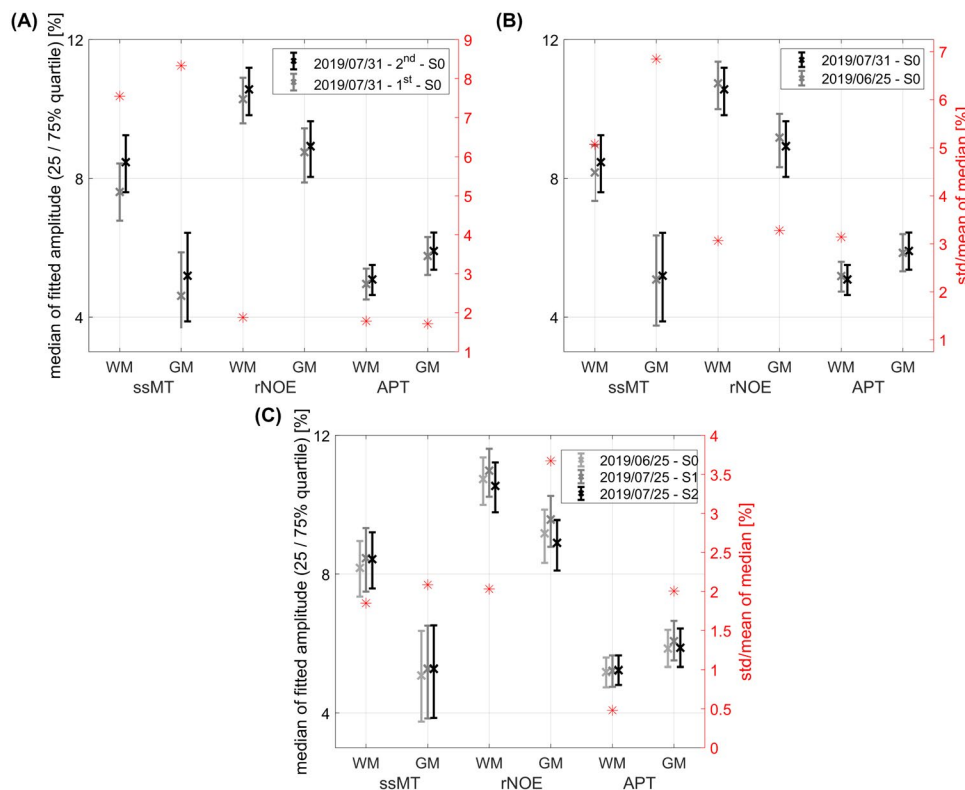 (A)
median of fitted amplitude (25 / 75% quartile) [%]
12
8
4
2019/07/31 - 2nd - S0
2019/07/31 - 1st - S0
9
8
7
6
5
4
3
2
1
WM GM WM GM WM GM
ssMT rNOE APT
(B)
12
8
4
2019/07/31 - S0
2019/06/25 - S0
7
6
5
4
3
2
1
std/mean of median [%]
WM GM WM GM WM GM
ssMT rNOE APT
(C)
median of fitted amplitude (25 / 75% quartile) [%]
12
8
4
2019/06/25 - S0
2019/07/25 - S1
2019/07/25 - S2
4
3.5
3
2.5
2
1.5
1
0.5
0
std/mean of median [%]
WM GM WM GM WM GM
ssMT rNOE APT